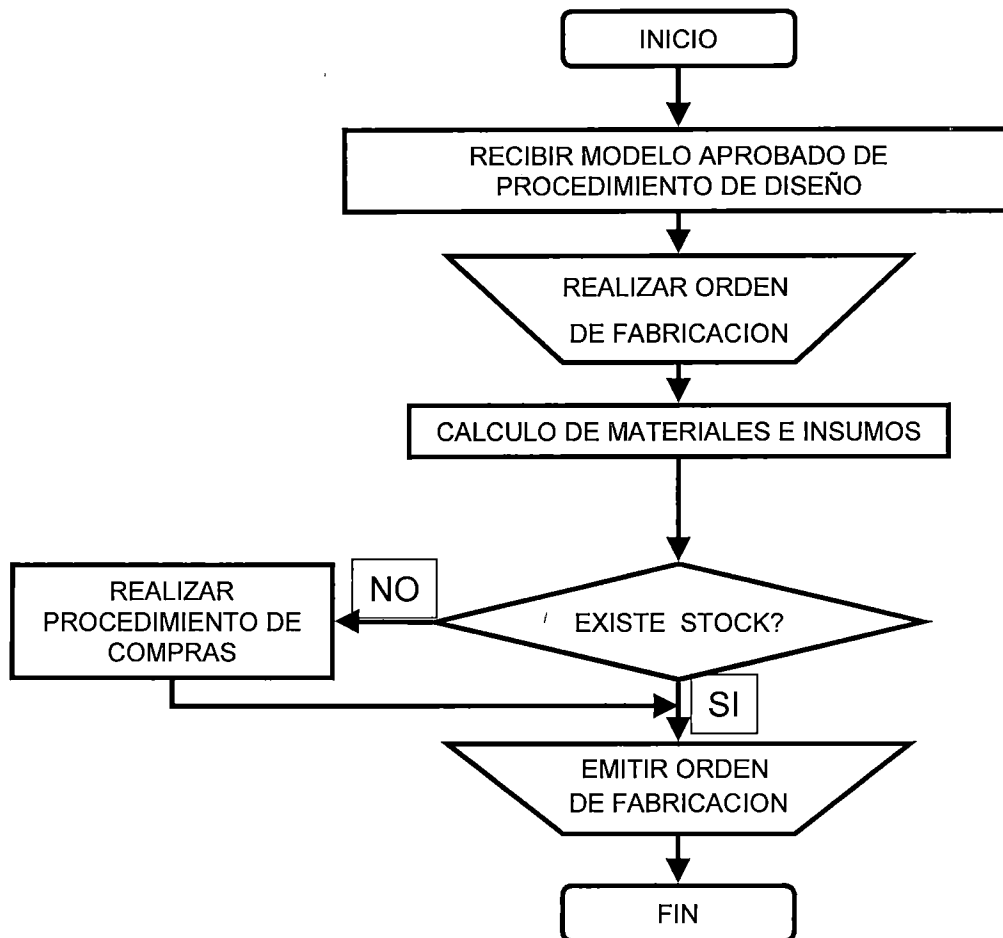 INICIO
RECIBIR MODELO APROBADO DE
PROCEDIMIENTO DE DISEÑO
REALIZAR ORDEN
DE FABRICACION
CALCULO DE MATERIALES E INSUMOS
EXISTE STOCK?
NO
REALIZAR
PROCEDIMIENTO DE
COMPRAS
SI
EMITIR ORDEN
DE FABRICACION
FIN